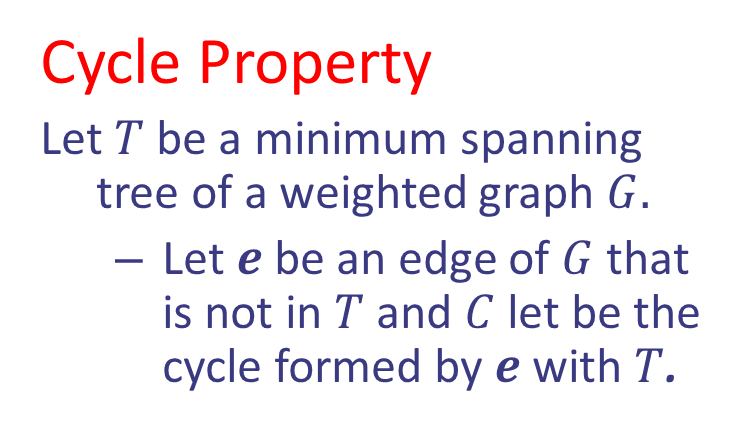 Cycle Property
Let T be a minimum spanning
tree of a weighted graph G.
– Let e be an edge of G that
is not in T and C let be the
cycle formed by e with T.